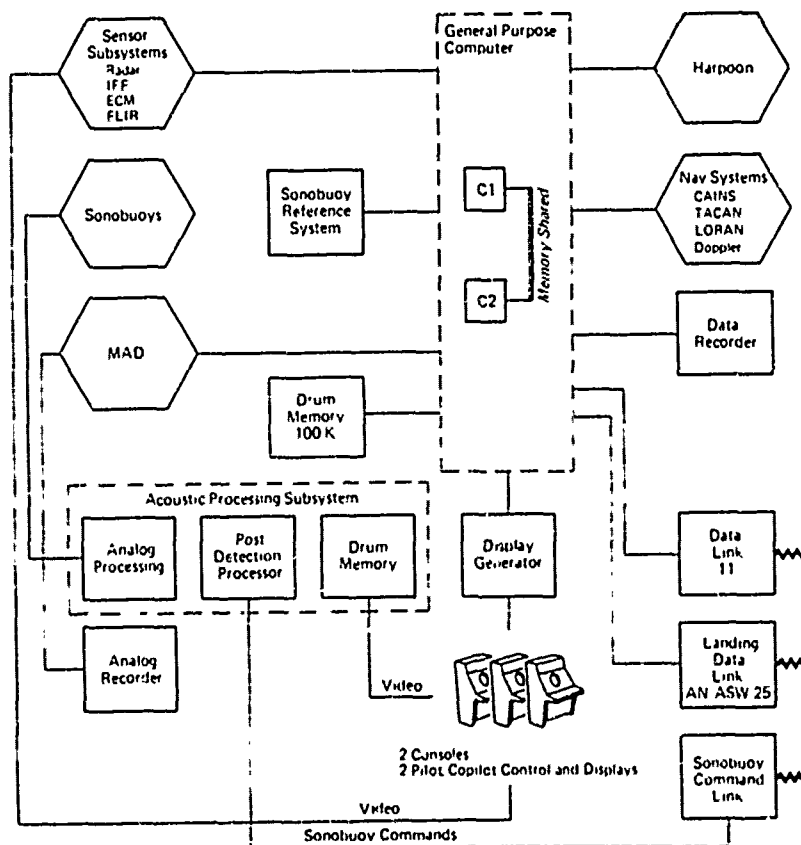 Sensor
Subsystems
Radar
IFF
ECM
FLIR
General Purpose
Computer
Harpoon
Sonobuoys
Sonobuoy
Reference
System
C1
C2
Memory Shared
Nav Systems
CAINS
TACAN
LORAN
Doppler
MAD
Drum
Memory
100 K
Data
Recorder
Acoustic Processing Subsystem
Analog
Processing
Post
Detection
Processor
Drum
Memory
Display
Generator
Data
Link
11
Analog
Recorder
Video
Landing
Data
Link
AN ASW 25
2 Consoles
2 Pilot, Copilot Control and Displays
Sonobuoy
Command
Link
Video
Sonobuoy Commands